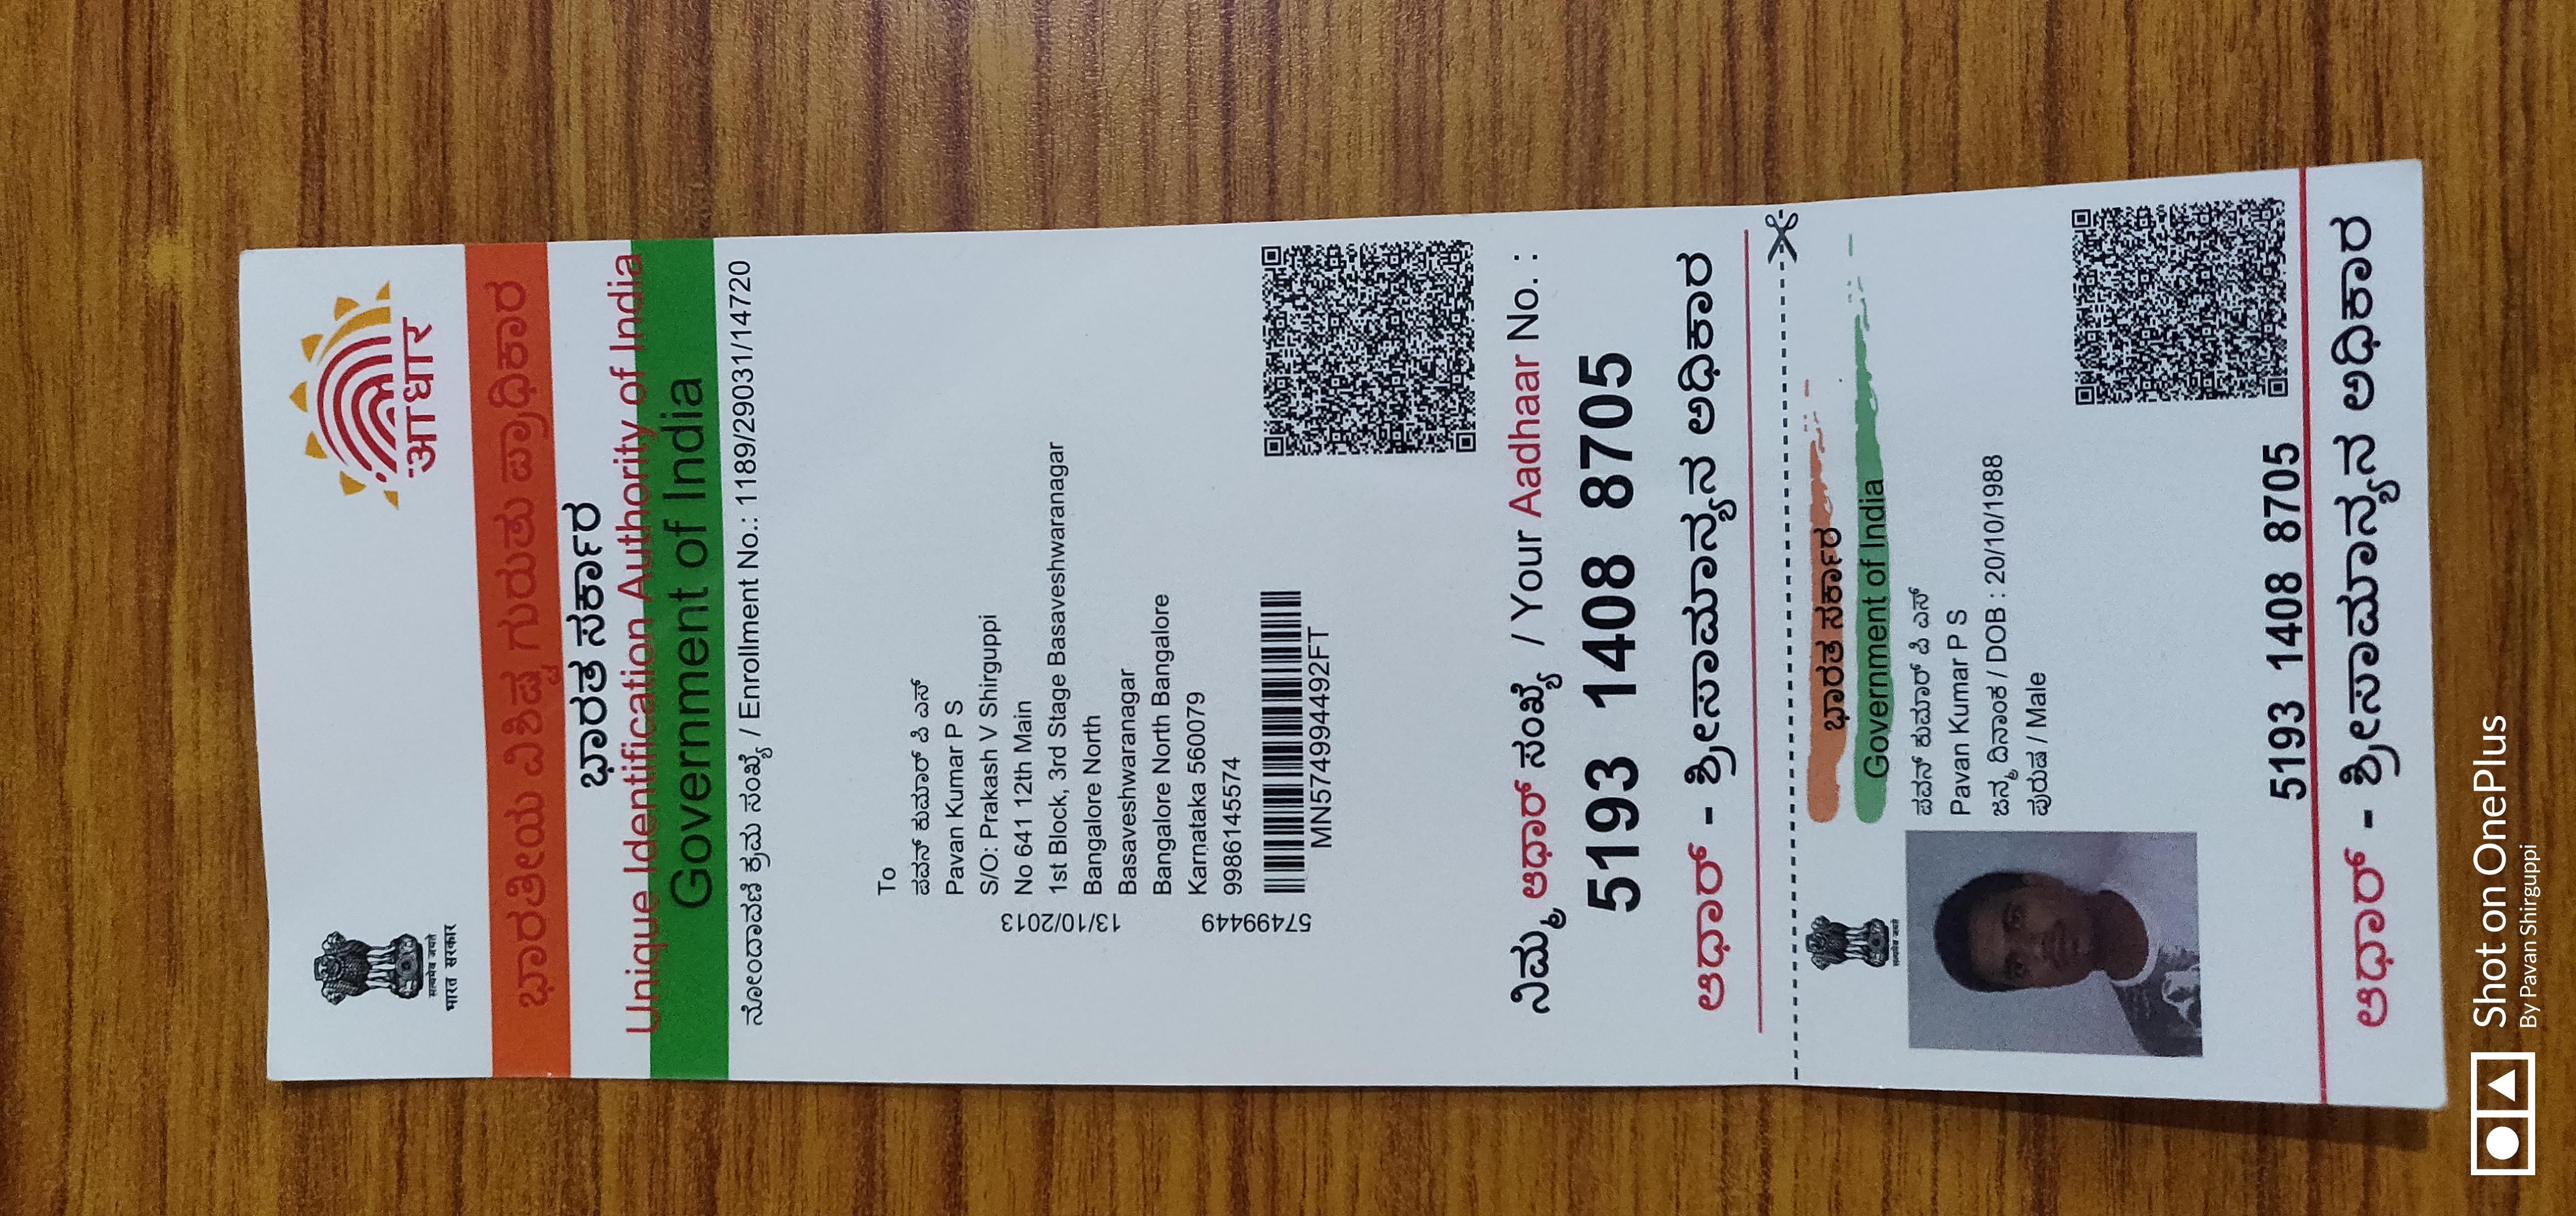 सत्यमेव जयते
भारत सरकार
आधार
ಭಾರತೀಯ ವಿಶಿಷ್ಟ ಗುರುತು ಪ್ರಾಧಿಕಾರ
ಭಾರತ ಸರ್ಕಾರ
Unique Identification Authority of India
Government of India
ನೋಂದಾವಣಿ ಕ್ರಮ ಸಂಖ್ಯೆ / Enrollment No.: 1189/29031/14720
To
ಪವನ್ ಕುಮಾರ್ ಪಿ ಎಸ್
Pavan Kumar P S
S/O: Prakash V Shirguppi
No 641 12th Main
1st Block, 3rd Stage Basaveshwaranagar
Bangalore North
Basaveshwaranagar
Bangalore North Bangalore
Karnataka 560079
9986145574
13/10/2013
57499449
MN574994492FT
ನಿಮ್ಮ ಆಧಾರ್ ಸಂಖ್ಯೆ / Your Aadhaar No. :
5193 1408 8705
ಆಧಾರ್ - ಶ್ರೀಸಾಮಾನ್ಯನ ಅಧಿಕಾರ
सत्यमेव जयते
ಭಾರತ ಸರ್ಕಾರ
Government of India
ಪವನ್ ಕುಮಾರ್ ಪಿ ಎಸ್
Pavan Kumar P S
ಜನ್ಮ ದಿನಾಂಕ / DOB : 20/10/1988
ಪುರುಷ / Male
5193 1408 8705
ಆಧಾರ್ - ಶ್ರೀಸಾಮಾನ್ಯನ ಅಧಿಕಾರ
Shot on OnePlus
By Pavan Shirguppi